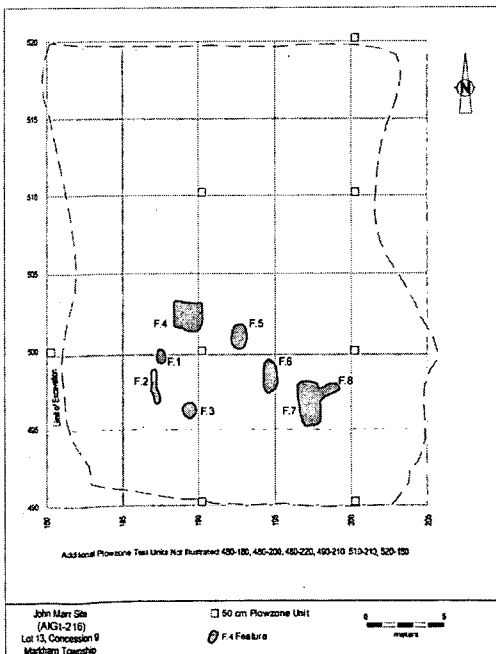 520
N
515
510
505
F.4
F.5
500
F.1
F.6
F.2
F.8
Limit of Excavation
F.3
F.7
495
490
180 185 190 195 200 205
Additional Plowzone Test Units Not Illustrated 480-180, 480-200, 480-220, 490-210 510-210, 520-180
John Marr Site
(AlGt-216)
Lot 13, Concession 9
Markham Township
50 cm Plowzone Unit
F.4 Feature
0 5
meters